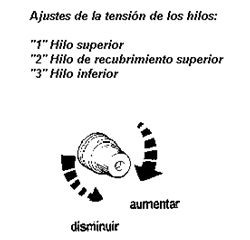 Ajustes de la tensión de los hilos:
"1" Hilo superior
"2" Hilo de recubrimiento superior
"3" Hilo inferior
aumentar
disminuir